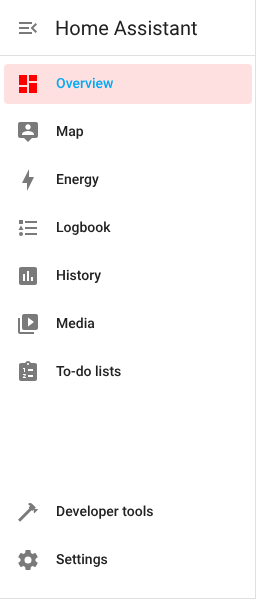 Home Assistant
Overview
Map
Energy
Logbook
History
Media
To-do lists
Developer tools
Settings